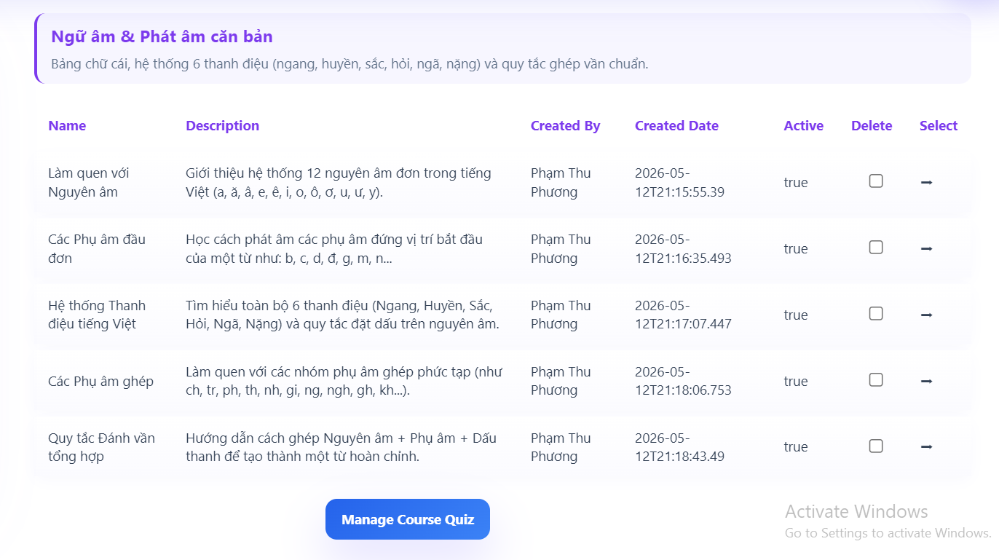 Ngữ âm & Phát âm căn bản
Bảng chữ cái, hệ thống 6 thanh điệu (ngang, huyền, sắc, hỏi, ngã, nặng) và quy tắc ghép vần chuẩn.
Name Description Created By Created Date Active Delete Select
Làm quen với
Nguyên âm
Giới thiệu hệ thống 12 nguyên âm đơn trong tiếng
Việt (a, ă, â, e, ê, i, o, ô, ơ, u, ư, y).
Phạm Thu
Phương
2026-05-
12T21:15:55.39
true
Các Phụ âm đầu
đơn
Học cách phát âm các phụ âm đứng vị trí bắt đầu
của một từ như: b, c, d, đ, g, m, n...
Phạm Thu
Phương
2026-05-
12T21:16:35.493
true
Hệ thống Thanh
điệu tiếng Việt
Tìm hiểu toàn bộ 6 thanh điệu (Ngang, Huyền, Sắc,
Hỏi, Ngã, Nặng) và quy tắc đặt dấu trên nguyên âm.
Phạm Thu
Phương
2026-05-
12T21:17:07.447
true
Các Phụ âm ghép
Làm quen với các nhóm phụ âm ghép phức tạp (như
ch, tr, ph, th, nh, gi, ng, ngh, gh, kh...).
Phạm Thu
Phương
2026-05-
12T21:18:06.753
true
Quy tắc Đánh vần
tổng hợp
Hướng dẫn cách ghép Nguyên âm + Phụ âm + Dấu
thanh để tạo thành một từ hoàn chỉnh.
Phạm Thu
Phương
2026-05-
12T21:18:43.49
true
Manage Course Quiz
Activate Windows
Go to Settings to activate Windows.